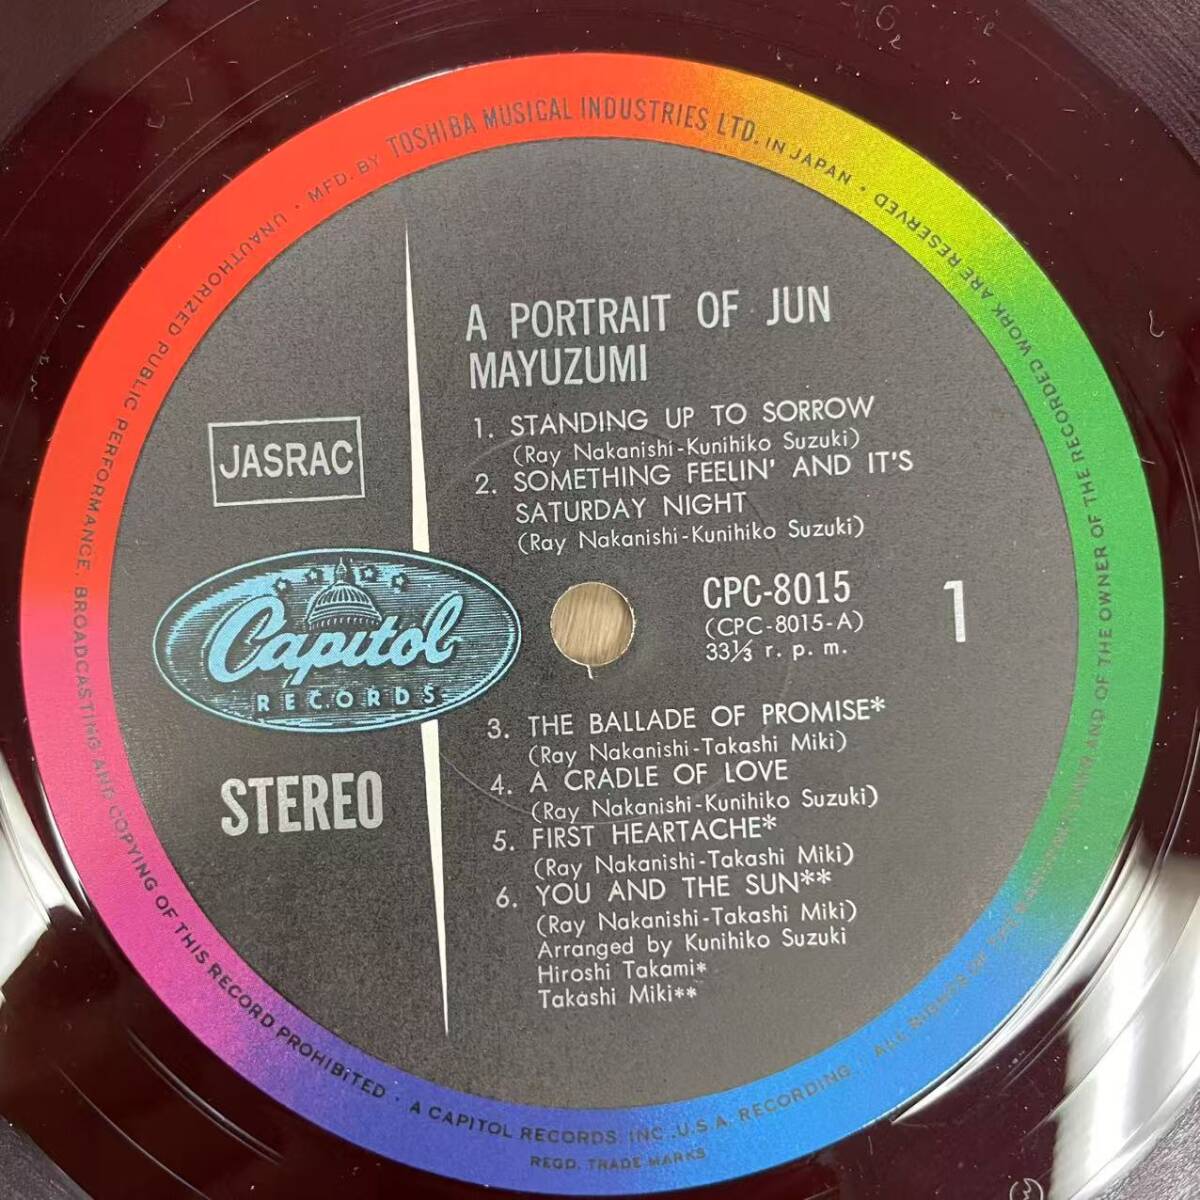 MFD. BY TOSHIBA MUSICAL INDUSTRIES LTD. IN JAPAN •
A PORTRAIT OF JUN
MAYUZUMI
1. STANDING UP TO SORROW
(Ray Nakanishi-Kunihiko Suzuki)
2. SOMETHING FEELIN' AND IT'S
SATURDAY NIGHT
(Ray Nakanishi-Kunihiko Suzuki)
JASRAC
Capitol
RECORDS
STEREO
CPC-8015
(CPC-8015-A)
33⅓ r. p. m.
1
3. THE BALLADE OF PROMISE*
(Ray Nakanishi-Takashi Miki)
4. A CRADLE OF LOVE
(Ray Nakanishi-Kunihiko Suzuki)
5. FIRST HEARTACHE*
(Ray Nakanishi-Takashi Miki)
6. YOU AND THE SUN**
(Ray Nakanishi-Takashi Miki)
Arranged by Kunihiko Suzuki
Hiroshi Takami*
Takashi Miki**
UNAUTHORIZED PUBLIC PERFORMANCE, BROADCASTING AND COPYING OF THIS RECORD PROHIBiTED • A CAPITOL RECORDS, INC., U.S.A. RECORDING. ALL RIGHTS OF THE AND OF THE OWNER OF THE RECORDED WORK ARE RESERVED •
REGD. TRADE MARKS